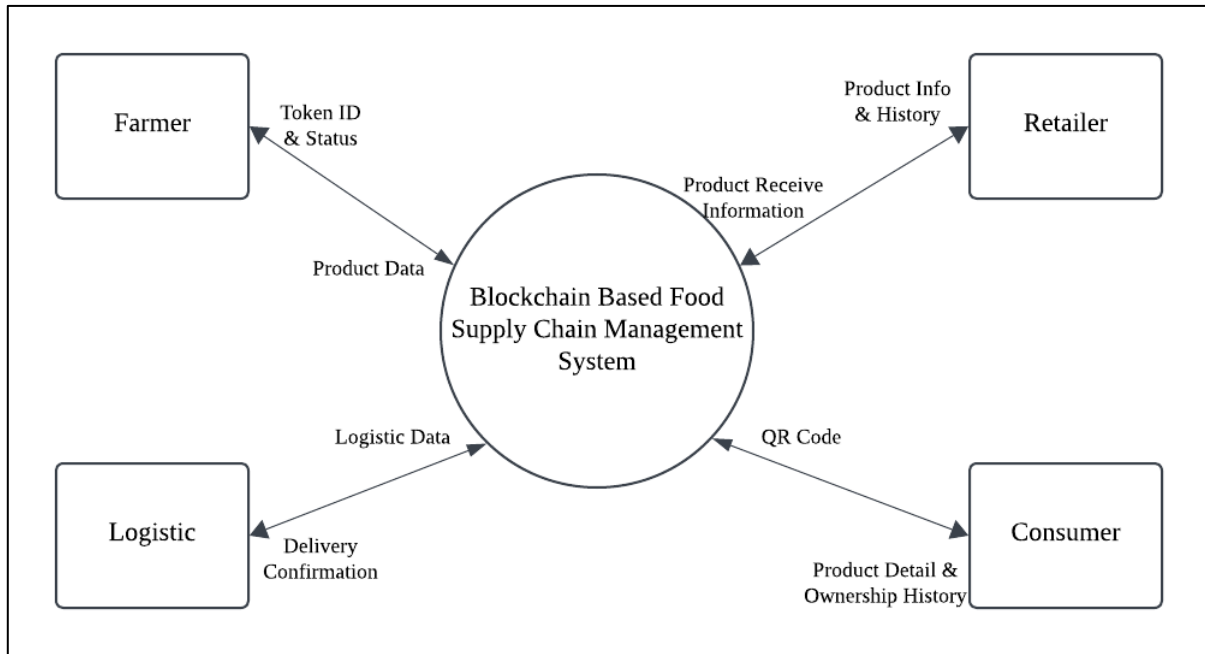 Farmer
Token ID
& Status
Product Data
Product Info
& History
Retailer
Product Receive
Information
Blockchain Based Food
Supply Chain Management
System
Logistic Data
Logistic
Delivery
Confirmation
QR Code
Consumer
Product Detail &
Ownership History